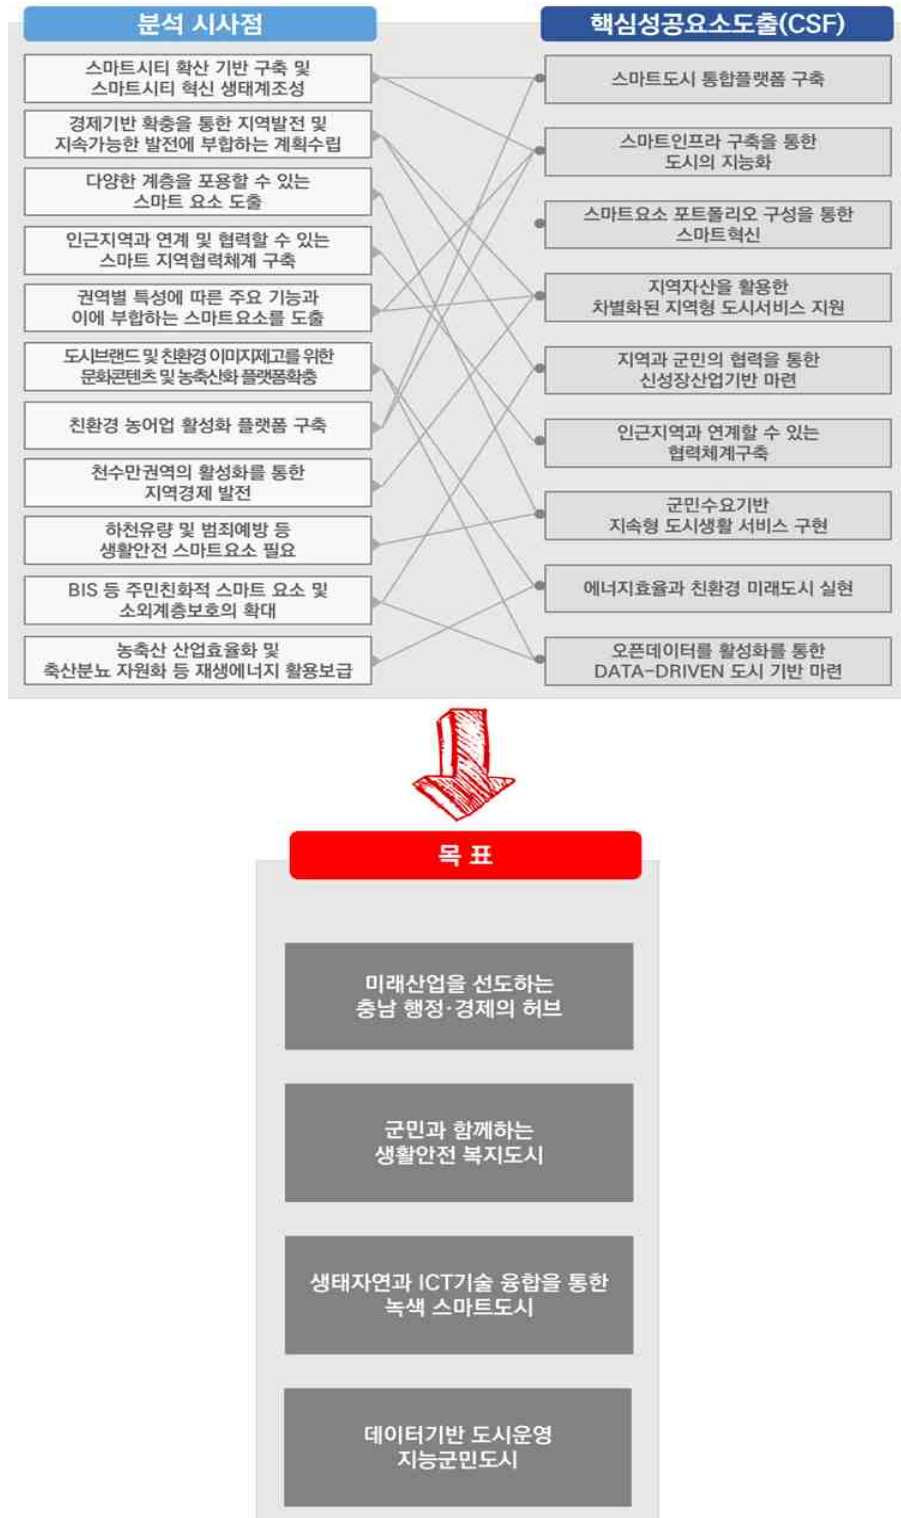 분석 시사점
스마트시티 확산 기반 구축 및
스마트시티 혁신 생태계조성
경제기반 확충을 통한 지역발전 및
지속가능한 발전에 부합하는 계획수립
다양한 계층을 포용할 수 있는
스마트 요소 도출
인근지역과 연계 및 협력할 수 있는
스마트 지역협력체계 구축
권역별 특성에 따른 주요 기능과
이에 부합하는 스마트요소를 도출
도시브랜드 및 친환경 이미지제고를 위한
문화콘텐츠 및 농축산화 플랫폼확충
친환경 농어업 활성화 플랫폼 구축
천수만권역의 활성화를 통한
지역경제 발전
하천유량 및 범죄예방 등
생활안전 스마트요소 필요
BIS 등 주민친화적 스마트 요소 및
소외계층보호의 확대
농축산 산업효율화 및
축산분뇨 자원화 등 재생에너지 활용보급
핵심성공요소도출(CSF)
스마트도시 통합플랫폼 구축
스마트인프라 구축을 통한
도시의 지능화
스마트요소 포트폴리오 구성을 통한
스마트혁신
지역자산을 활용한
차별화된 지역형 도시서비스 지원
지역과 군민의 협력을 통한
신성장산업기반 마련
인근지역과 연계할 수 있는
협력체계구축
군민수요기반
지속형 도시생활 서비스 구현
에너지효율과 친환경 미래도시 실현
오픈데이터를 활성화를 통한
DATA-DRIVEN 도시 기반 마련
목 표
미래산업을 선도하는
충남 행정·경제의 허브
군민과 함께하는
생활안전 복지도시
생태자연과 ICT기술 융합을 통한
녹색 스마트도시
데이터기반 도시운영
지능군민도시